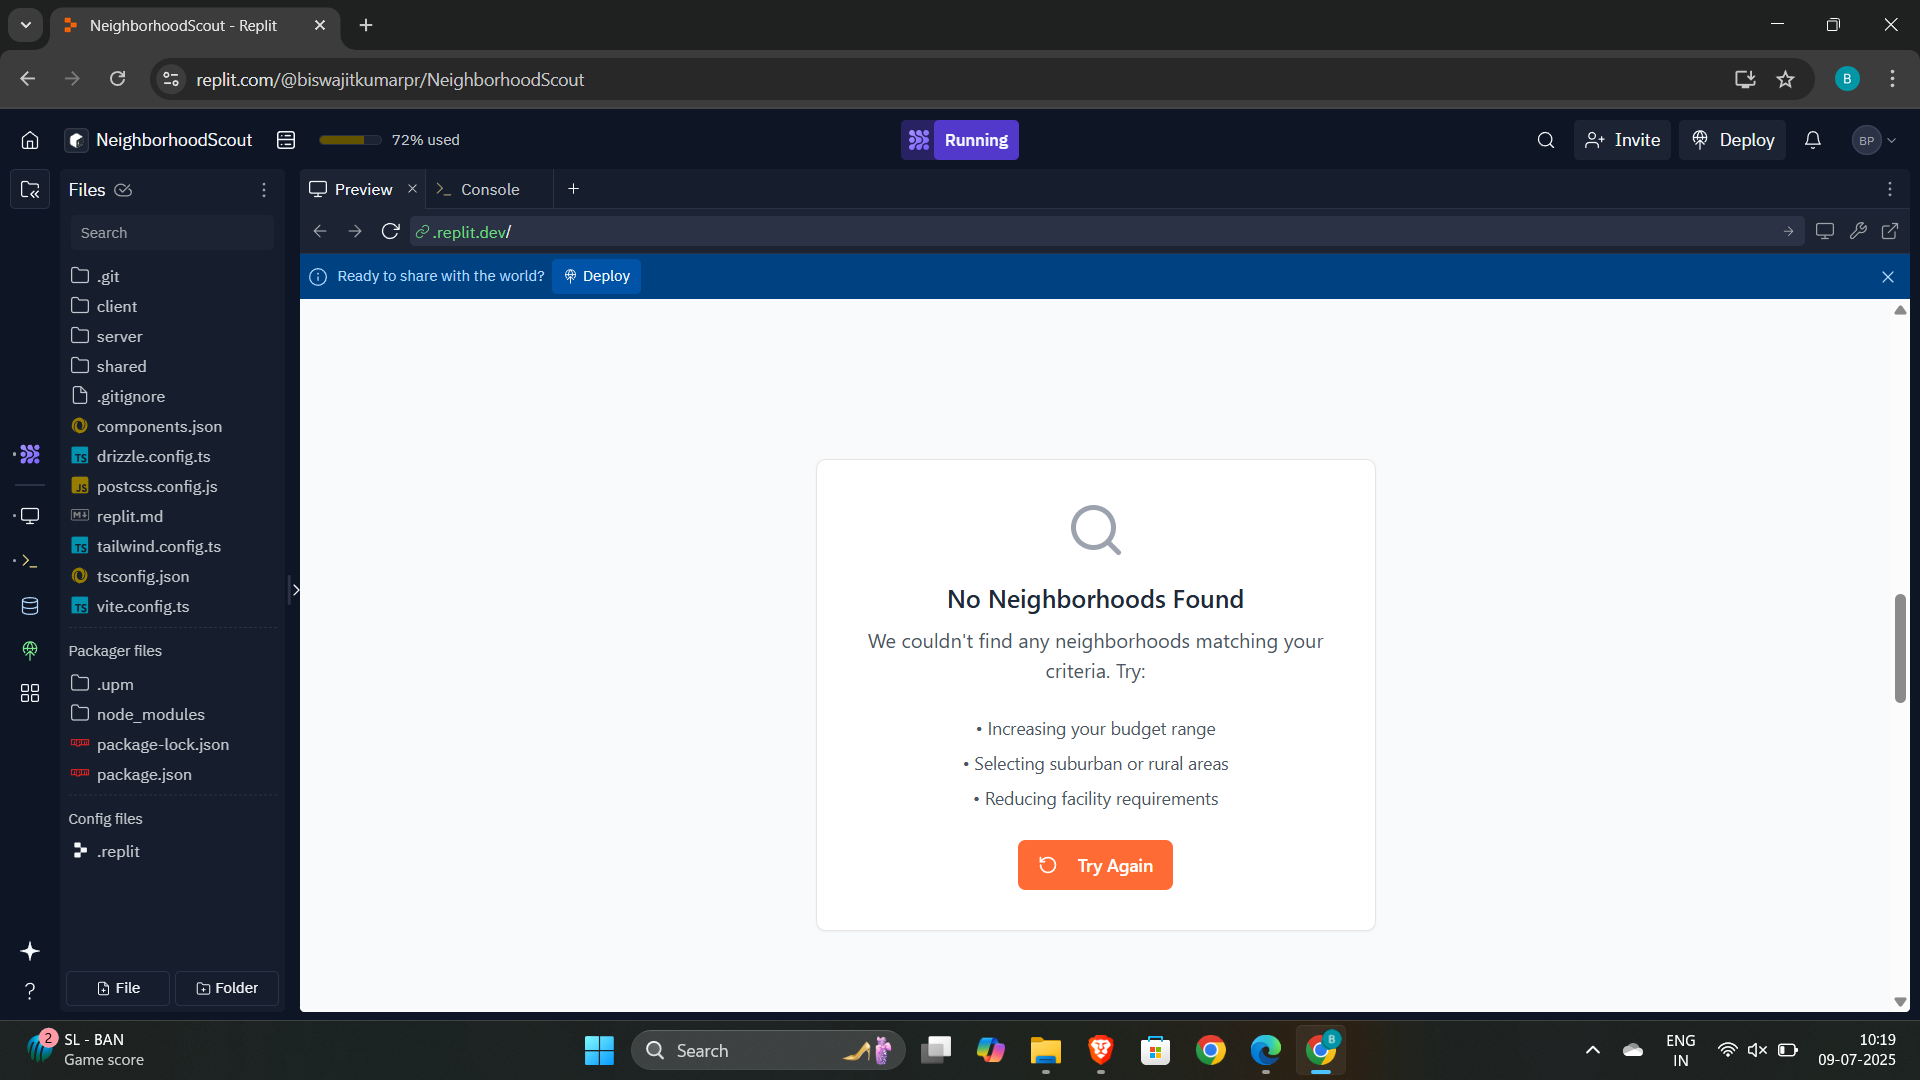 NeighborhoodScout - Replit
replit.com/@biswajitkumarpr/NeighborhoodScout
B
NeighborhoodScout
72% used
Running
Invite
Deploy
BP
Files
Preview
Console
Search
.replit.dev/
Ready to share with the world?
Deploy
.git
client
server
shared
.gitignore
components.json
TS drizzle.config.ts
JS postcss.config.js
replit.md
TS tailwind.config.ts
tsconfig.json
TS vite.config.ts
Packager files
.upm
node_modules
package-lock.json
package.json
Config files
.replit
File
Folder
No Neighborhoods Found
We couldn't find any neighborhoods matching your
criteria. Try:
• Increasing your budget range
• Selecting suburban or rural areas
• Reducing facility requirements
Try Again
2
SL - BAN
Game score
Search
B
ENG
IN
10:19
09-07-2025